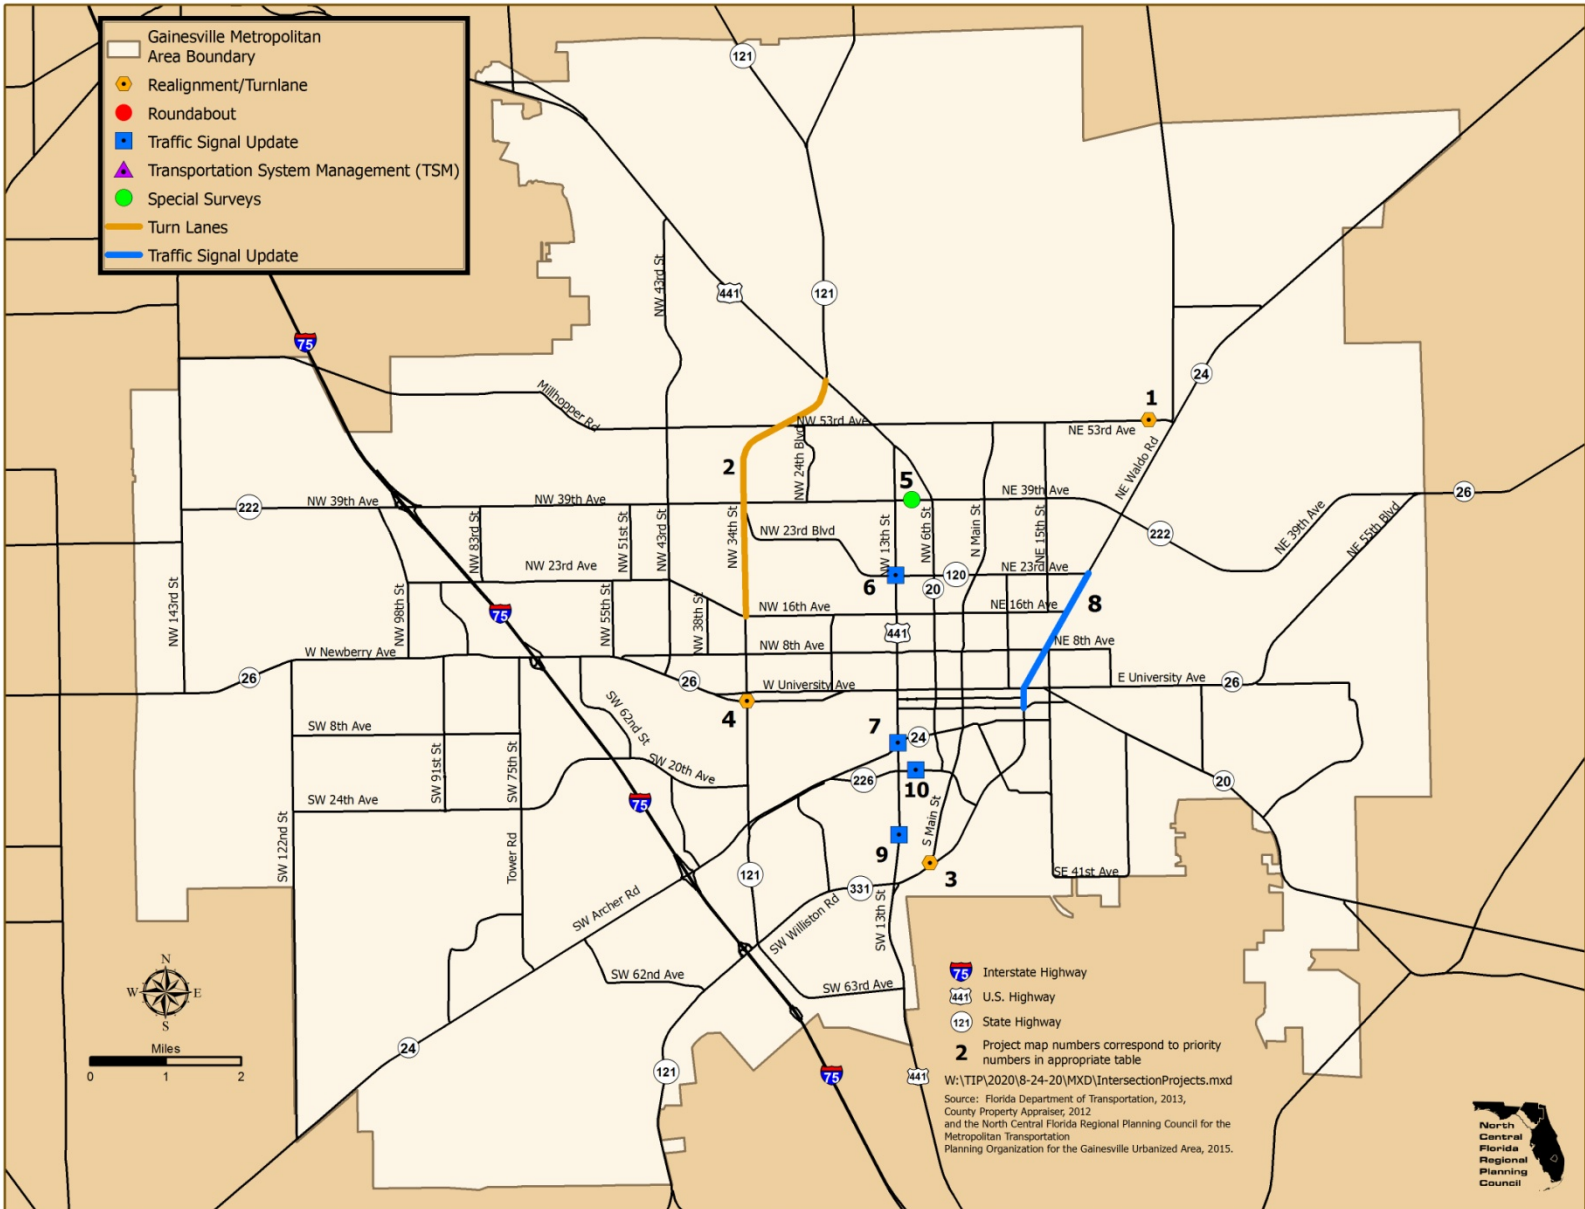 Gainesville Metropolitan
Area Boundary
Realignment/Turnlane
Roundabout
Traffic Signal Update
Transportation System Management (TSM)
Special Surveys
Turn Lanes
Traffic Signal Update
121
NW 43rd St
441
121
75
24
Millhopper Rd
1
NW 53rd Ave
NE 53rd Ave
NE Waldo Rd
2
NW 24th Blvd
5
222
NW 39th Ave
NW 39th Ave
NE 39th Ave
26
NW 83rd St
NW 51st St
NW 43rd St
NW 34th St
NW 23rd Blvd
NW 13th St
NW 6th St
N Main St
NE 15th St
222
NE 39th Ave
NE 55th Blvd
NW 143rd St
NW 98th St
NW 23rd Ave
NW 55th St
NW 38th St
6
120
20
NE 23rd Ave
8
75
NW 16th Ave
NE 16th Ave
441
W Newberry Ave
NW 8th Ave
NE 8th Ave
26
26
W University Ave
E University Ave
26
4
SW 62nd St
SW 8th Ave
7
24
SW 91st St
SW 75th St
SW 20th Ave
226
10
20
SW 24th Ave
75
SW 122nd St
Tower Rd
S Main St
9
3
121
331
SE 41st Ave
SW Archer Rd
SW Williston Rd
SW 13th St
SW 62nd Ave
SW 63rd Ave
N
W
E
S
Miles
0
1
2
24
121
75
441
75
Interstate Highway
441
U.S. Highway
121
State Highway
2
Project map numbers correspond to priority
numbers in appropriate table
W:\TIP\2020\8-24-20\MXD\IntersectionProjects.mxd
Source: Florida Department of Transportation, 2013,
County Property Appraiser, 2012
and the North Central Florida Regional Planning Council for the
Metropolitan Transportation
Planning Organization for the Gainesville Urbanized Area, 2015.
North
Central
Florida
Regional
Planning
Council